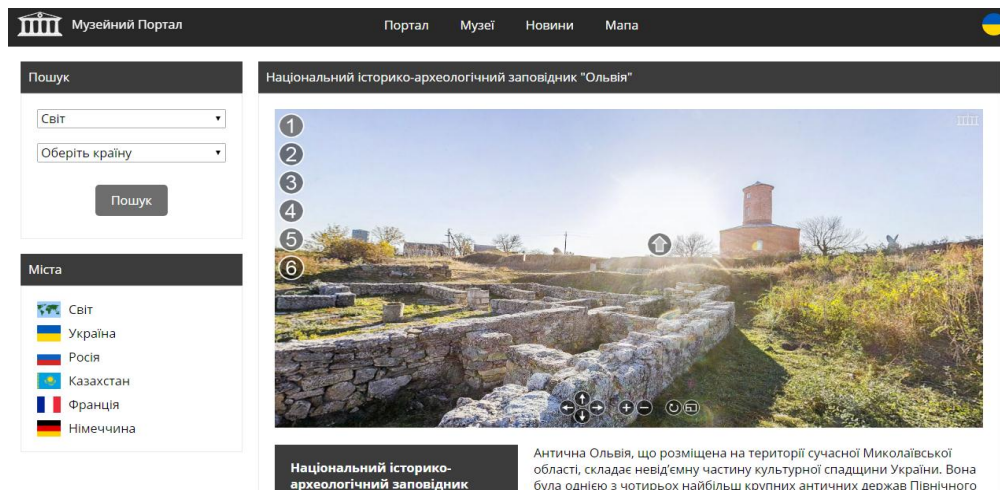 Музейний Портал
Портал
Музеї
Новини
Мапа
Пошук
Світ
Оберіть країну
Пошук
Міста
Світ
Україна
Росія
Казахстан
Франція
Німеччина
Національний історико-археологічний заповідник "Ольвія"
1
2
3
4
5
6
Національний історико-
археологічний заповідник
Антична Ольвія, що розміщена на території сучасної Миколаївської
області, складає невід'ємну частину культурної спадщини України. Вона
була однією з чотирьох найбільш крупних античних держав Північного